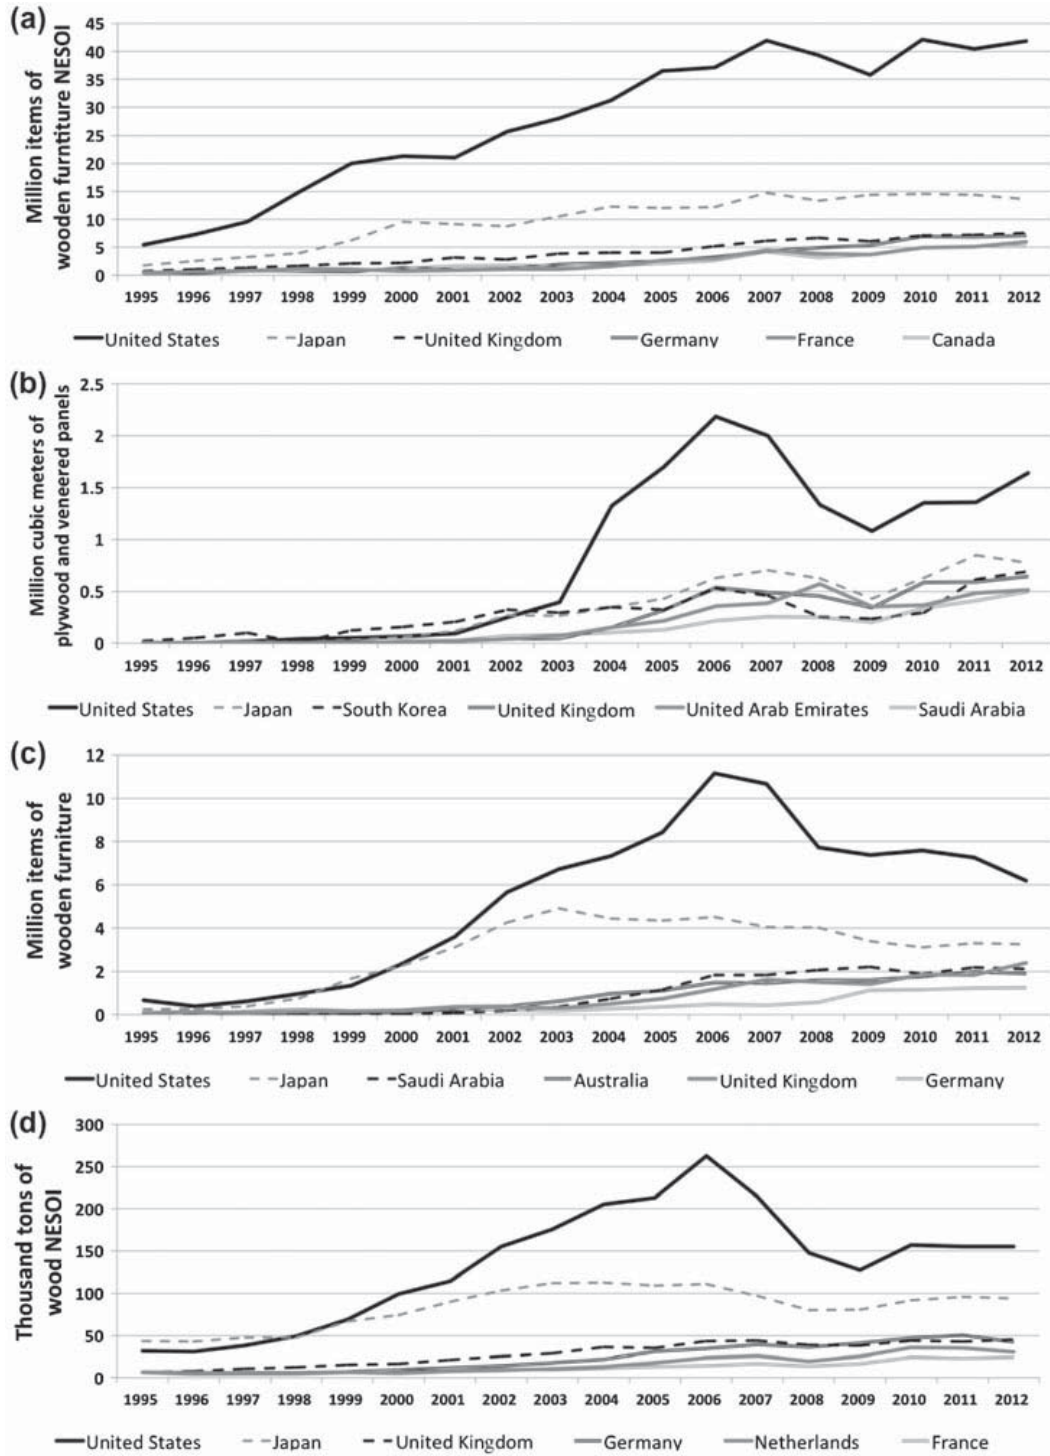 (a)
Million items of
wooden furntiture NESOI
45
40
35
30
25
20
15
10
5
0
1995 1996 1997 1998 1999 2000 2001 2002 2003 2004 2005 2006 2007 2008 2009 2010 2011 2012
United States Japan United Kingdom Germany France Canada
(b)
Million cubic meters of
plywood and veneered panels
2.5
2
1.5
1
0.5
0
1995 1996 1997 1998 1999 2000 2001 2002 2003 2004 2005 2006 2007 2008 2009 2010 2011 2012
United States Japan South Korea United Kingdom United Arab Emirates Saudi Arabia
(c)
Million items of
wooden furniture
12
10
8
6
4
2
0
1995 1996 1997 1998 1999 2000 2001 2002 2003 2004 2005 2006 2007 2008 2009 2010 2011 2012
United States Japan Saudi Arabia Australia United Kingdom Germany
(d)
Thousand tons of
wood NESOI
300
250
200
150
100
50
0
1995 1996 1997 1998 1999 2000 2001 2002 2003 2004 2005 2006 2007 2008 2009 2010 2011 2012
United States Japan United Kingdom Germany Netherlands France